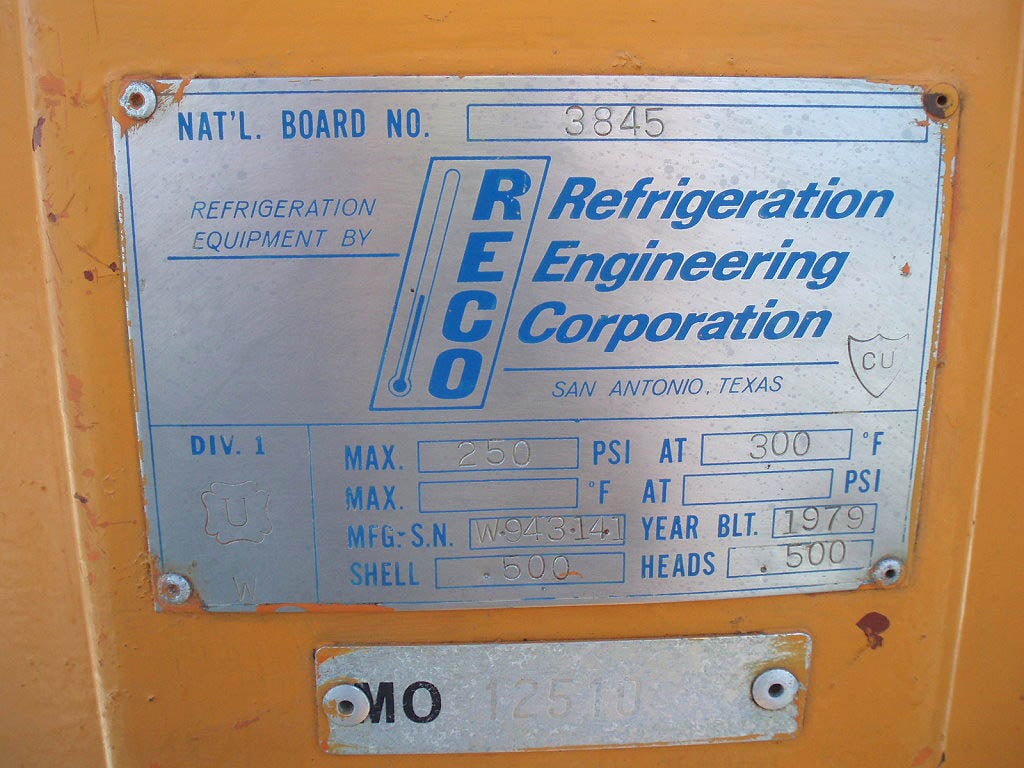 NAT'L. BOARD NO. 3845
REFRIGERATION
EQUIPMENT BY
RECO
Refrigeration
Engineering
Corporation
SAN ANTONIO, TEXAS
CU
DIV. 1
U
W
MAX. 250 PSI AT 300 °F
MAX. °F AT PSI
MFG. S.N. W·943·141 YEAR BLT. 1979
SHELL .500 HEADS .500
MO 12510